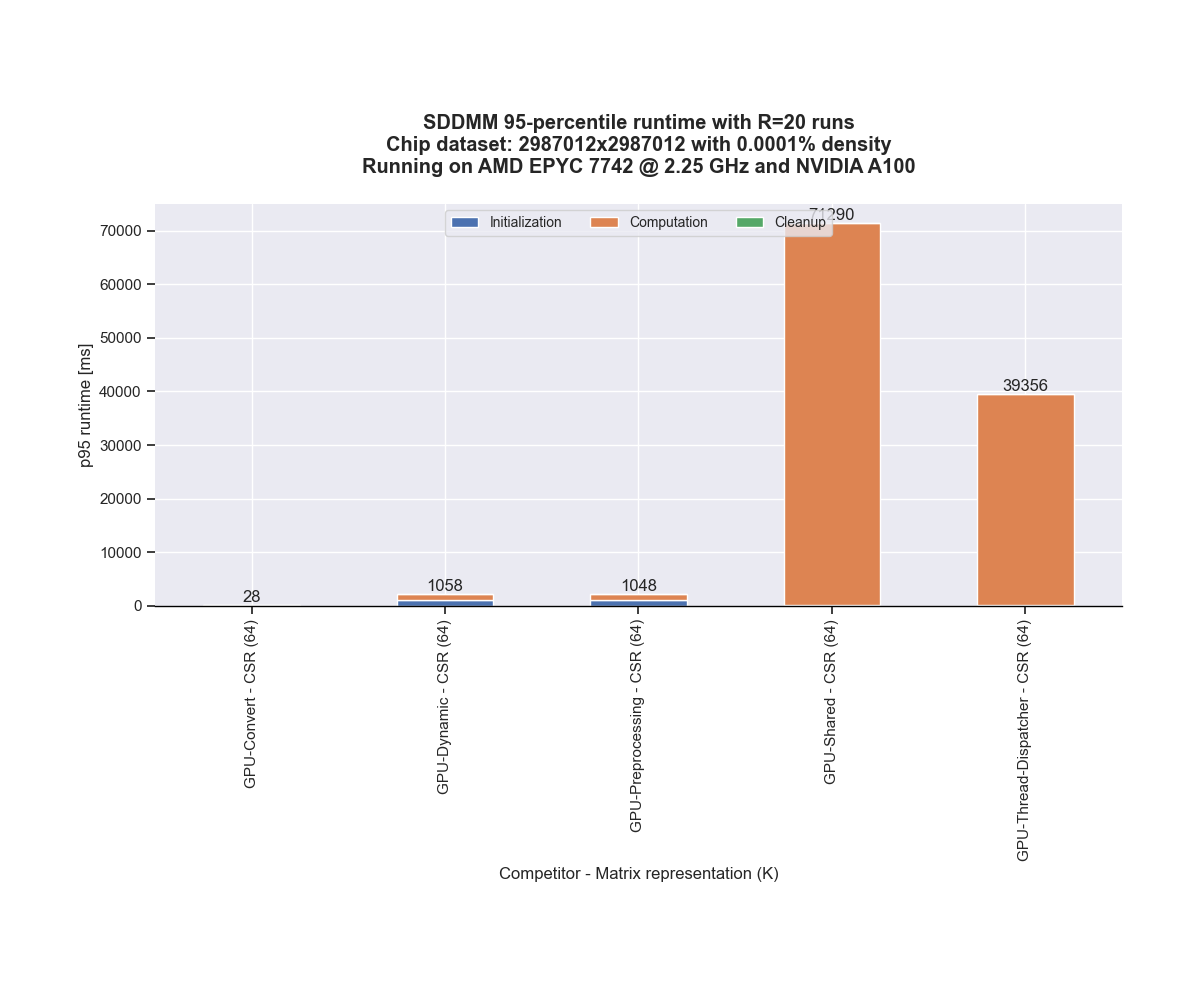 SDDMM 95-percentile runtime with R=20 runs
Chip dataset: 2987012x2987012 with 0.0001% density
Running on AMD EPYC 7742 @ 2.25 GHz and NVIDIA A100
Initialization
Computation
Cleanup
p95 runtime [ms]
70000
60000
50000
40000
30000
20000
10000
0
28
1058
1048
71290
39356
GPU-Convert - CSR (64)
GPU-Dynamic - CSR (64)
GPU-Preprocessing - CSR (64)
GPU-Shared - CSR (64)
GPU-Thread-Dispatcher - CSR (64)
Competitor - Matrix representation (K)